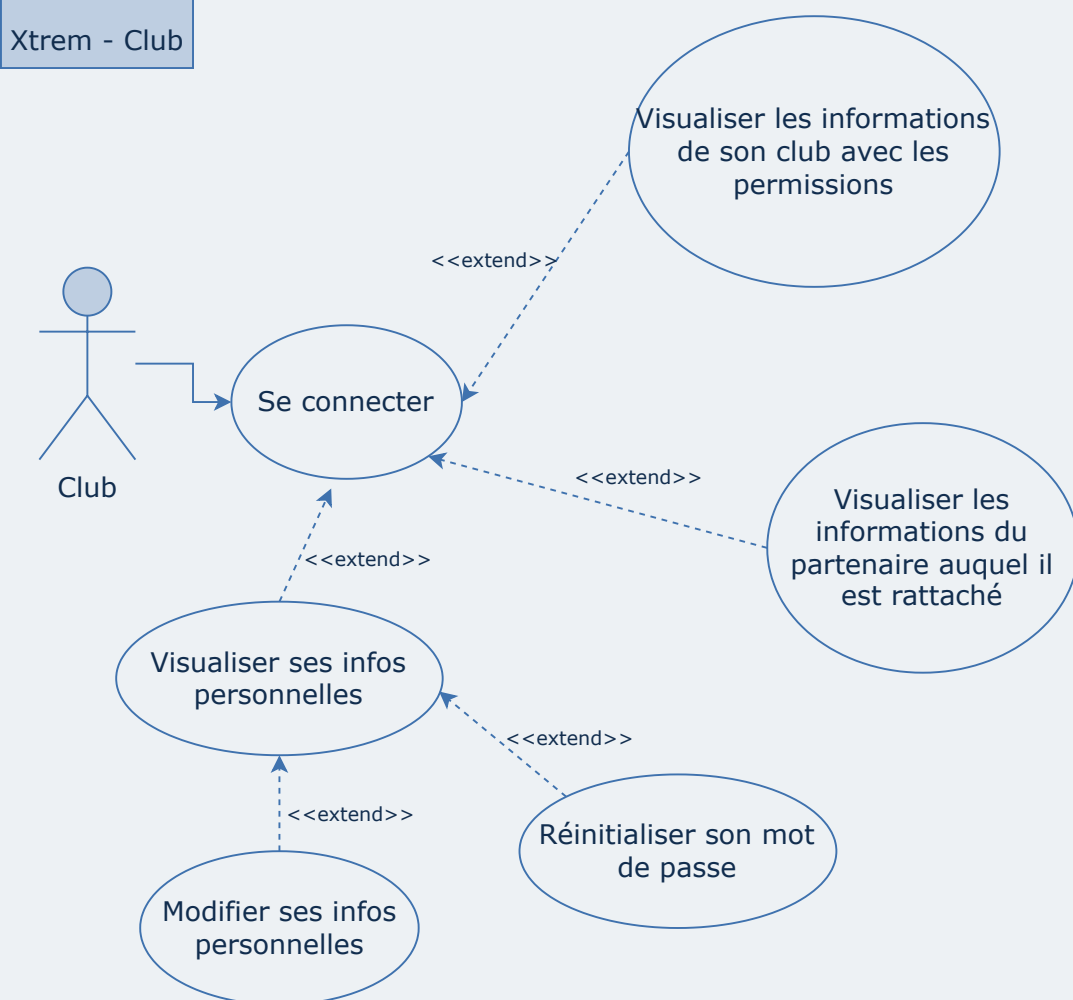 Xtrem - Club
Visualiser les informations
de son club avec les
permissions
<<extend>>
Se connecter
Club
<<extend>>
Visualiser les
informations du
partenaire auquel il
est rattaché
<<extend>>
Visualiser ses infos
personnelles
<<extend>>
<<extend>>
Réinitialiser son mot
de passe
Modifier ses infos
personnelles